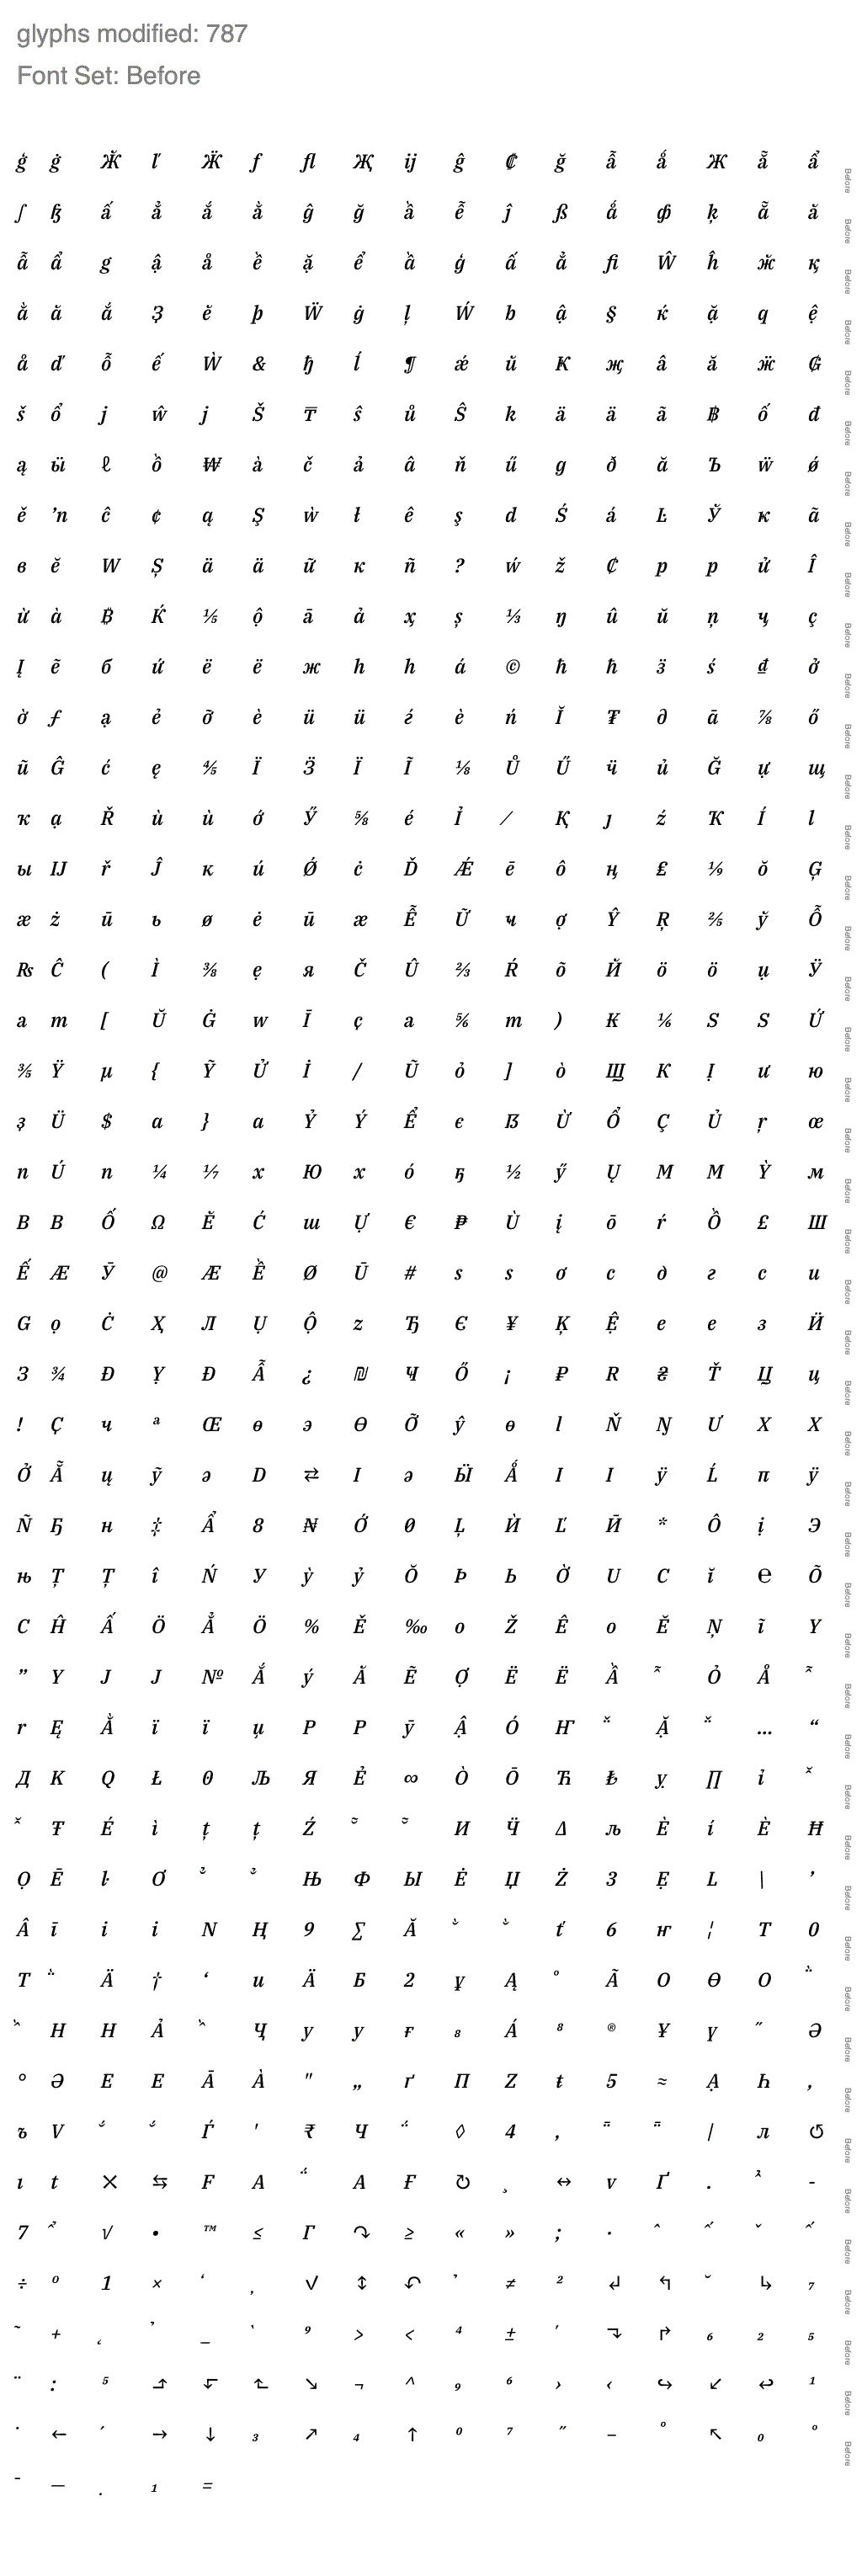 glyphs modified: 787
Font Set: Before
ǵ ġ Ӂ ľ Ӝ f fl Җ ij ĝ ₵ ğ ẫ ǻ Ж ẵ ẩ Before
ʃ ꜩ ấ ẳ ắ ằ ĝ ğ ầ ễ ĵ ß ǻ ф ķ ẵ ă Before
ẫ ẩ g ậ å ề ặ ể ầ ģ ấ ẳ fi Ŵ ĥ ӂ қ Before
ằ ă ắ Ҙ ĕ þ Ẅ ġ ļ Ẃ b ậ § ќ ặ q ệ Before
å ď ỗ ế Ẁ & ђ ĺ ¶ ǽ й К җ â ă ӝ ₲ Before
š ổ j ŵ j Š ₸ ŝ ů Ŝ k ä ä ã ฿ ố đ Before
ą ӹ ℓ ồ ₩ à č ả â ň ű g ð ă Ъ ẅ ǿ Before
ě ŉ ĉ ¢ ą Ş ẁ ł ê ş d Ś á Ŀ Ў к ã Before
в ӗ W Ș ä ӓ ữ к ñ ? ẃ ž ₡ p р ử Î Before
ừ à ₿ Ḱ ⅕ ộ ā ả ҳ ș ⅓ ŋ û ŭ ņ ҷ ç Before
Į ẽ б ứ ë ё ж h һ á © ħ ћ ӟ ś ₫ ở Before
ờ ƒ ạ ẻ ỡ è ü ü ǵ è ń Ĭ ₮ ∂ ā ⅞ ő Before
ũ Ĝ ć ę ⅘ Ï Ӟ Ї Ĩ ⅛ Ů Ű ӵ ủ Ğ ự щ Before
ҡ ạ Ř ù ù ớ Ӳ ⅝ é Ỉ ⁄ Қ ȷ ź Ҡ Í l Before
ы IJ ř Ĵ к ú Ǿ ċ Ď Ǽ ē ô ң ₤ ⅑ ŏ Ģ Before
æ ż ū ь ø ė ū ӕ Ễ Ữ ч ợ Ŷ Ŗ ⅖ ў Ỗ Before
₨ Ĉ ( Ì ⅜ ẹ я Č Û ⅔ Ŕ õ Й ö ӧ ụ Ÿ Before
a m [ Ŭ Ġ w Ī ę a ⅚ m ) ₭ ⅙ S Ѕ Ứ Before
⅗ Ÿ µ { Ỹ Ử İ / Ũ ỏ ] ò Щ К Ị ư ю Before
ҙ Ü $ a } а Ỷ Ý Ể є ẞ Ừ Ổ Ç Ủ ŗ œ Before
n Ú п ¼ ⅐ x Ю х ó ҕ ½ ӳ Ų M М Ỳ м Before
B В Ố Ω Ӗ Ć ш Ự € ₱ Ù į ō ŕ Ồ £ Ш Before
Ế Æ Ӯ @ Ӕ Ề Ø Ū # s ѕ ơ c д г с и Before
G ọ Ċ Ҳ Л Ụ Ộ z Ђ Є ¥ Ķ Ệ e е з Ӥ Before
З ¾ Đ Ỵ Ð Ẫ ¿ ₪ Ч Ő ¡ ₽ R ₴ Ť Ц ц Before
! Ҫ ч ª Œ ө э Ө Ỡ ŷ ө l Ň Ŋ Ư X Х Before
Ở Ẵ ų ỹ ə D ⇄ I ә Ӹ Ǻ І Ӏ ÿ Ĺ п ÿ Before
Ñ Ҕ н ‡ Ẩ 8 ₦ Ớ 0 Ļ Ѝ Ľ Ӣ * Ô ị Э Before
њ Ţ Ț î Ń У ỳ ỷ Ŏ Þ Ь Ờ U C ĭ ℮ Õ Before
С Ĥ Ấ Ö Ẳ Ӧ % Ě ‰ o Ž Ê о Ĕ Ņ ĩ Y Before
” Ү J Ј № Ắ ý Ӑ Ẽ Ợ Ë Ё Ầ Ỏ Å Before
r Ę Ằ ï ї џ P Р ȳ Ậ Ó Ҥ Ặ … “ Before
Д К Q Ł θ Љ Я Ẻ ∞ Ò Ō Ћ ѣ ỵ ∏ ỉ Before
Ŧ É ì ţ ț Ź И Ӵ ∆ љ È í Ѐ Ħ Before
Ọ Ē ŀ Ơ Њ Ф Ы Ė Џ Ż 3 Ẹ L \ ’ Before
 ī i і N Ң 9 ∑ Ă ť 6 ҥ ¦ T 0 Before
Т Ä † ‘ u Ӓ Б 2 ұ Ą º à O Ө О Before
H Н Ả Ҷ y у ғ ₈ Á ⁸ ® Ұ ү ˝ Ə Before
° Ә E Е Ā À " „ ґ П Z ŧ 5 ≈ Ạ Һ , Before
ъ V Ѓ ' ₹ Ч ◊ 4 , | л ↺ Before
ı t ⨉ ⇆ F A А Ғ ↻ ¸ ↔ v Ґ . - Before
7 √ • ™ ≤ Г ↷ ≥ « » ; · ˆ ˇ Before
÷ º 1 × ‘ , ✓ ↕ ↶ ’ ≠ ² ↲ ↰ ˘ ↳ ₇ Before
˜ + ˛ _ ` ⁹ > < ⁴ ± ′ ↴ ↱ ₆ ₂ ₅ Before
¨ : ⁵ ⬏ ⬐ ⬑ ↘ ¬ ^ ₉ ⁶ › ‹ ↪ ↙ ↩ ¹ Before
˙ ← ´ → ↓ ₃ ↗ ₄ ↑ ⁰ ⁷ ˝ – ° ↖ ₀ ˚ Before
¯ — . ₁ =